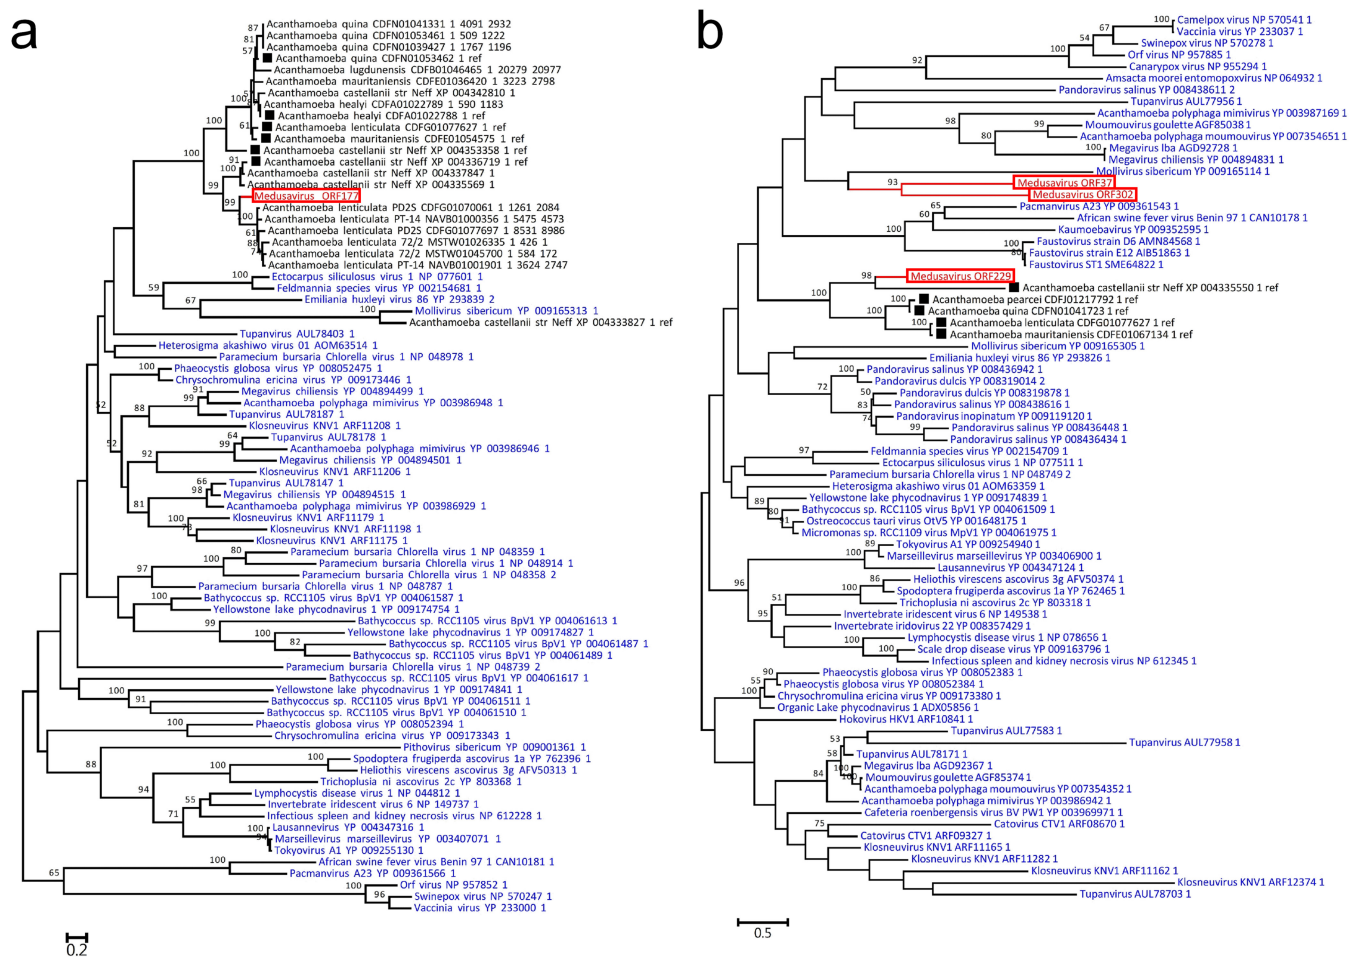 a
Acanthamoeba quina CDFN01041331 1 4091 2932
Acanthamoeba quina CDFN01053461 1 509 1222
Acanthamoeba quina CDFN01039427 1 1767 1196
Acanthamoeba quina CDFN01053462 1 ref
Acanthamoeba lugdunensis CDFB01046465 1 20279 20977
Acanthamoeba mauritaniensis CDFE01036420 1 3223 2798
Acanthamoeba castellanii str Neff XP 004342810 1
Acanthamoeba healyi CDFA01022789 1 590 1183
Acanthamoeba healyi CDFA01022788 1 ref
Acanthamoeba lenticulata CDFG01077627 1 ref
Acanthamoeba mauritaniensis CDFE01054575 1 ref
Acanthamoeba castellanii str Neff XP 004353358 1 ref
Acanthamoeba castellanii str Neff XP 004336719 1 ref
Acanthamoeba castellanii str Neff XP 004337847 1
Acanthamoeba castellanii str Neff XP 004335569 1
Medusavirus ORF177
Acanthamoeba lenticulata PD2S CDFG01070061 1 1261 2084
Acanthamoeba lenticulata PT-14 NAVB01000356 1 5475 4573
Acanthamoeba lenticulata PD2S CDFG01077697 1 8531 8986
Acanthamoeba lenticulata 72/2 MSTW01026335 1 426 1
Acanthamoeba lenticulata 72/2 MSTW01045700 1 584 172
Acanthamoeba lenticulata PT-14 NAVB01001901 1 3624 2747
Ectocarpus siliculosus virus 1 NP 077601 1
Feldmannia species virus YP 002154681 1
Emiliania huxleyi virus 86 YP 293839 2
Mollivirus sibericum YP 009165313 1
Acanthamoeba castellanii str Neff XP 004333827 1 ref
Tupanvirus AUL78403 1
Heterosigma akashiwo virus 01 AOM63514 1
Paramecium bursaria Chlorella virus 1 NP 048978 1
Phaeocystis globosa virus YP 008052475 1
Chrysochromulina ericina virus YP 009173446 1
Megavirus chiliensis YP 004894499 1
Acanthamoeba polyphaga mimivirus YP 003986948 1
Tupanvirus AUL78187 1
Klosneuvirus KNV1 ARF11208 1
Tupanvirus AUL78178 1
Acanthamoeba polyphaga mimivirus YP 003986946 1
Megavirus chiliensis YP 004894501 1
Klosneuvirus KNV1 ARF11206 1
Tupanvirus AUL78147 1
Megavirus chiliensis YP 004894515 1
Acanthamoeba polyphaga mimivirus YP 003986929 1
Klosneuvirus KNV1 ARF11179 1
Klosneuvirus KNV1 ARF11198 1
Klosneuvirus KNV1 ARF11175 1
Paramecium bursaria Chlorella virus 1 NP 048359 1
Paramecium bursaria Chlorella virus 1 NP 048914 1
Paramecium bursaria Chlorella virus 1 NP 048358 2
Paramecium bursaria Chlorella virus 1 NP 048787 1
Bathycoccus sp. RCC1105 virus BpV1 YP 004061587 1
Yellowstone lake phycodnavirus 1 YP 009174754 1
Bathycoccus sp. RCC1105 virus BpV1 YP 004061613 1
Yellowstone lake phycodnavirus 1 YP 009174827 1
Bathycoccus sp. RCC1105 virus BpV1 YP 004061487 1
Bathycoccus sp. RCC1105 virus BpV1 YP 004061489 1
Paramecium bursaria Chlorella virus 1 NP 048739 2
Bathycoccus sp. RCC1105 virus BpV1 YP 004061617 1
Yellowstone lake phycodnavirus 1 YP 009174841 1
Bathycoccus sp. RCC1105 virus BpV1 YP 004061511 1
Bathycoccus sp. RCC1105 virus BpV1 YP 004061510 1
Phaeocystis globosa virus YP 008052394 1
Chrysochromulina ericina virus YP 009173343 1
Pithovirus sibericum YP 009001361 1
Spodoptera frugiperda ascovirus 1a YP 762396 1
Heliothis virescens ascovirus 3g AFV50313 1
Trichoplusia ni ascovirus 2c YP 803368 1
Lymphocystis disease virus 1 NP 044812 1
Invertebrate iridescent virus 6 NP 149737 1
Infectious spleen and kidney necrosis virus NP 612228 1
Lausannevirus YP 004347316 1
Marseillevirus marseillevirus YP 003407071 1
Tokyovirus A1 YP 009255130 1
African swine fever virus Benin 97 1 CAN10181 1
Pacmanvirus A23 YP 009361566 1
Orf virus NP 957852 1
Swinepox virus NP 570247 1
Vaccinia virus YP 233000 1
0.2
b
Camelpox virus NP 570541 1
Vaccinia virus YP 233037 1
Swinepox virus NP 570278 1
Orf virus NP 957885 1
Canarypox virus NP 955294 1
Amsacta moorei entomopoxvirus NP 064932 1
Pandoravirus salinus YP 008438611 2
Tupanvirus AUL77956 1
Acanthamoeba polyphaga mimivirus YP 003987169 1
Moumouvirus goulette AGF85038 1
Acanthamoeba polyphaga moumouvirus YP 007354651 1
Megavirus lba AGD92728 1
Megavirus chiliensis YP 004894831 1
Mollivirus sibericum YP 009165114 1
Medusavirus ORF37
Medusavirus ORF302
Pacmanvirus A23 YP 009361543 1
African swine fever virus Benin 97 1 CAN10178 1
Kaumoebavirus YP 009352595 1
Faustovirus strain D6 AMN84568 1
Faustovirus strain E12 AIB51863 1
Faustovirus ST1 SME64822 1
Medusavirus ORF229
Acanthamoeba castellanii str Neff XP 004335550 1 ref
Acanthamoeba pearcei CDFJ01217792 1 ref
Acanthamoeba quina CDFN01041723 1 ref
Acanthamoeba lenticulata CDFG01077627 1 ref
Acanthamoeba mauritaniensis CDFE01067134 1 ref
Mollivirus sibericum YP 009165305 1
Emiliania huxleyi virus 86 YP 293826 1
Pandoravirus salinus YP 008436942 1
Pandoravirus dulcis YP 008319014 2
Pandoravirus dulcis YP 008319878 1
Pandoravirus salinus YP 008438616 1
Pandoravirus inopinatum YP 009119120 1
Pandoravirus salinus YP 008436448 1
Pandoravirus salinus YP 008436434 1
Feldmannia species virus YP 002154709 1
Ectocarpus siliculosus virus 1 NP 077511 1
Paramecium bursaria Chlorella virus 1 NP 048749 2
Heterosigma akashiwo virus 01 AOM63359 1
Yellowstone lake phycodnavirus 1 YP 009174839 1
Bathycoccus sp. RCC1105 virus BpV1 YP 004061509 1
Ostreococcus tauri virus OtV5 YP 001648175 1
Micromonas sp. RCC1109 virus MpV1 YP 004061975 1
Tokyovirus A1 YP 009254940 1
Marseillevirus marseillevirus YP 003406900 1
Lausannevirus YP 004347124 1
Heliothis virescens ascovirus 3g AFV50374 1
Spodoptera frugiperda ascovirus 1a YP 762465 1
Trichoplusia ni ascovirus 2c YP 803318 1
Invertebrate iridescent virus 6 NP 149538 1
Invertebrate iridovirus 22 YP 008357429 1
Lymphocystis disease virus 1 NP 078656 1
Scale drop disease virus YP 009163796 1
Infectious spleen and kidney necrosis virus NP 612345 1
Phaeocystis globosa virus YP 008052383 1
Phaeocystis globosa virus YP 008052384 1
Chrysochromulina ericina virus YP 009173380 1
Organic Lake phycodnavirus 1 ADX05856 1
Hokovirus HKV1 ARF10841 1
Tupanvirus AUL77583 1
Tupanvirus AUL77958 1
Tupanvirus AUL78171 1
Megavirus lba AGD92367 1
Moumouvirus goulette AGF85374 1
Acanthamoeba polyphaga moumouvirus YP 007354352 1
Acanthamoeba polyphaga mimivirus YP 003986942 1
Cafeteria roenbergensis virus BV PW1 YP 003969971 1
Catovirus CTV1 ARF08670 1
Catovirus CTV1 ARF09327 1
Klosneuvirus KNV1 ARF11165 1
Klosneuvirus KNV1 ARF11282 1
Klosneuvirus KNV1 ARF11162 1
Klosneuvirus KNV1 ARF12374 1
Tupanvirus AUL78703 1
0.5